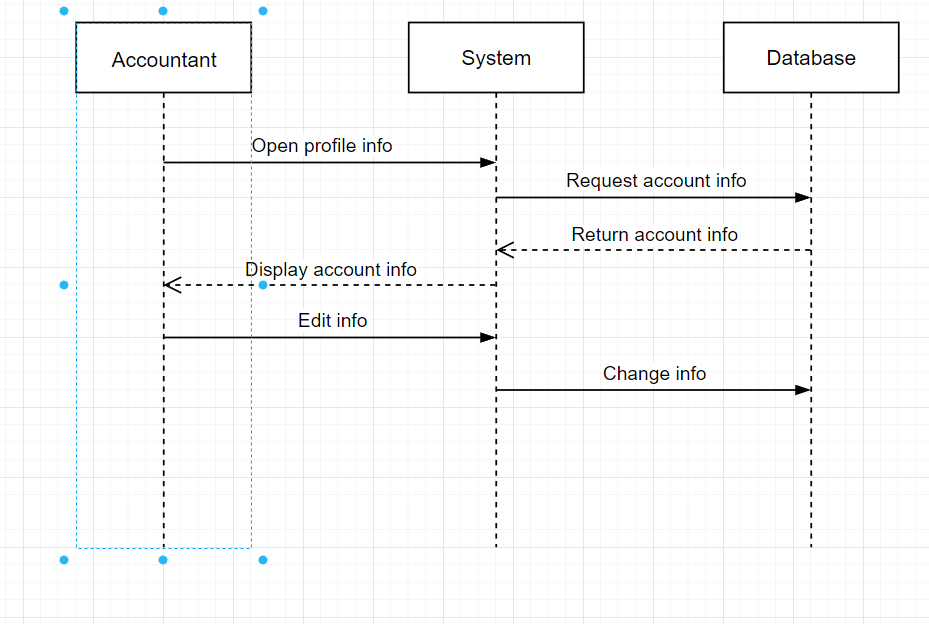 Accountant
System
Database
Open profile info
Request account info
Return account info
Display account info
Edit info
Change info